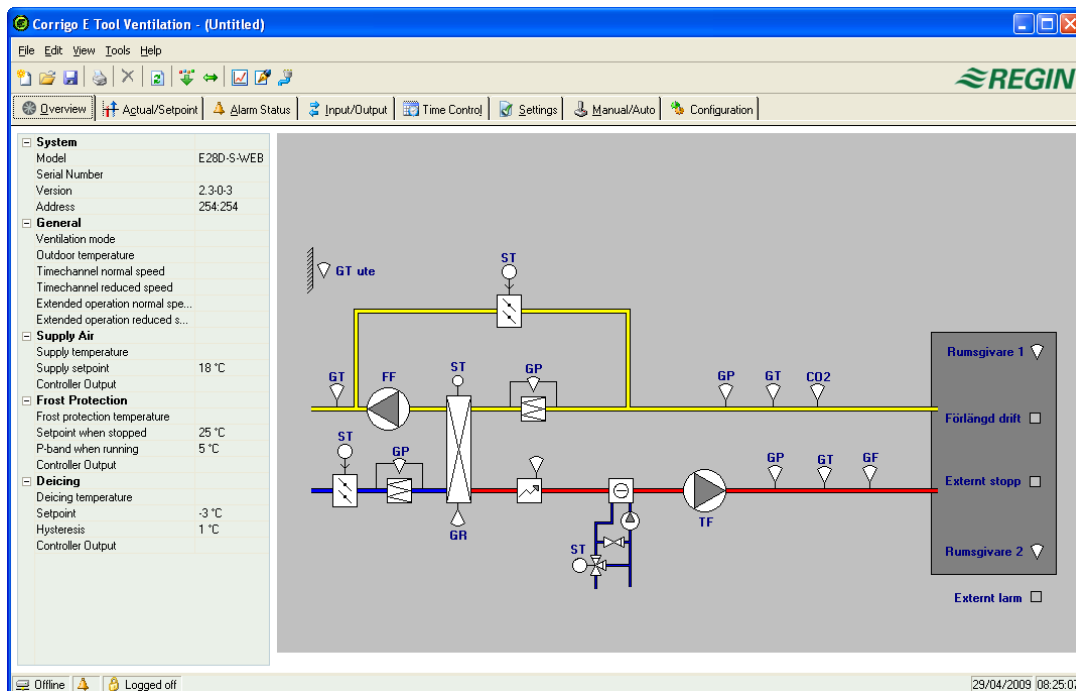 Corrigo E Tool Ventilation - (Untitled)
File Edit View Tools Help
REGIN
Overview Actual/Setpoint Alarm Status Input/Output Time Control Settings Manual/Auto Configuration
System
Model E28D-S-WEB
Serial Number
Version 2.3-0-3
Address 254:254
General
Ventilation mode
Outdoor temperature
Timechannel normal speed
Timechannel reduced speed
Extended operation normal spe...
Extended operation reduced s...
Supply Air
Supply temperature
Supply setpoint 18 °C
Controller Output
Frost Protection
Frost protection temperature
Setpoint when stopped 25 °C
P-band when running 5 °C
Controller Output
Deicing
Deicing temperature
Setpoint -3 °C
Hysteresis 1 °C
Controller Output
ST
GT ute
GT FF ST GP GP GT CO2
Rumsgivare 1
Förlängd drift
ST GP GP GT GF
Externt stopp
GR TF
ST
Rumsgivare 2
Externt larm
Offline Logged off 29/04/2009 08:25:07